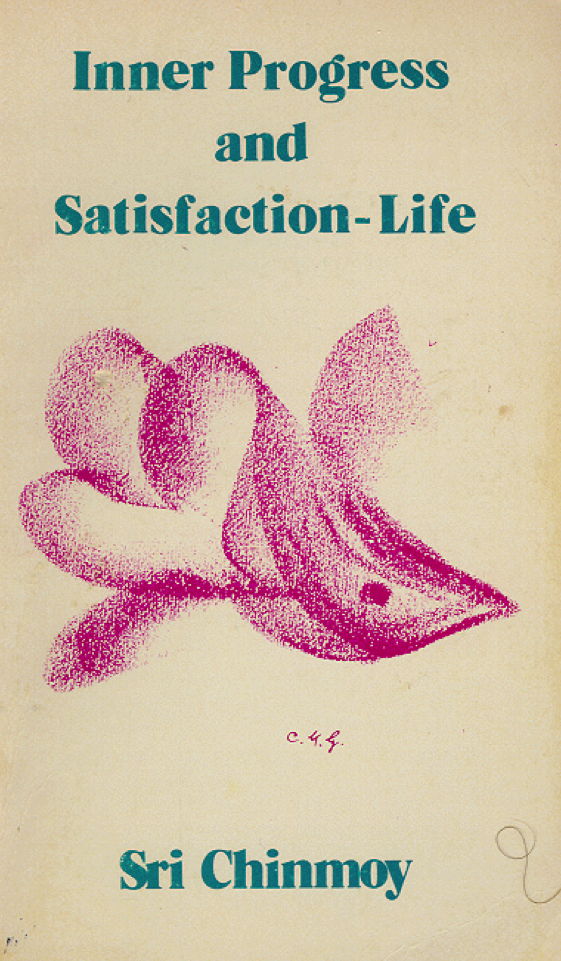 Inner Progress
and
Satisfaction-Life
C.K.G.
Sri Chinmoy